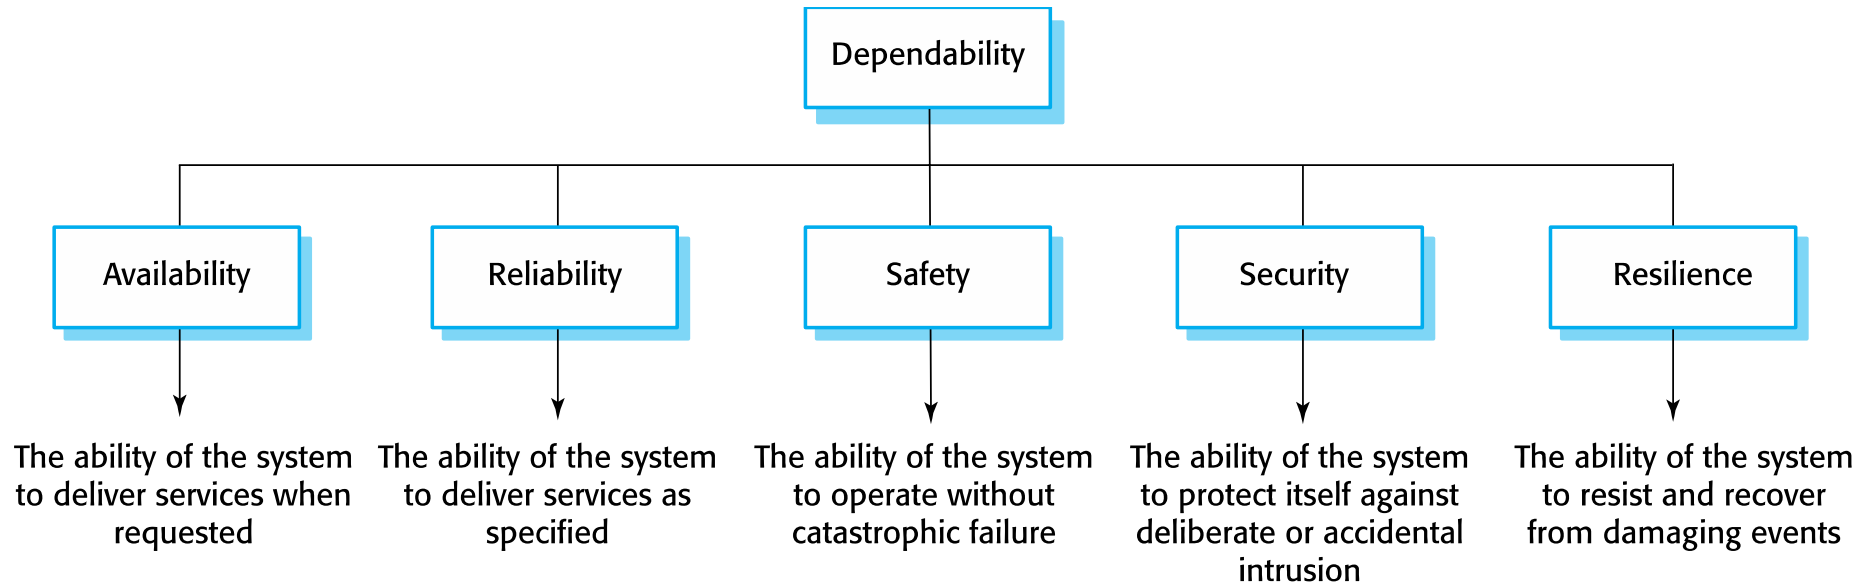 Dependability
Availability
Reliability
Safety
Security
Resilience
The ability of the system
to deliver services when
requested
The ability of the system
to deliver services as
specified
The ability of the system
to operate without
catastrophic failure
The ability of the system
to protect itself against
deliberate or accidental
intrusion
The ability of the system
to resist and recover
from damaging events